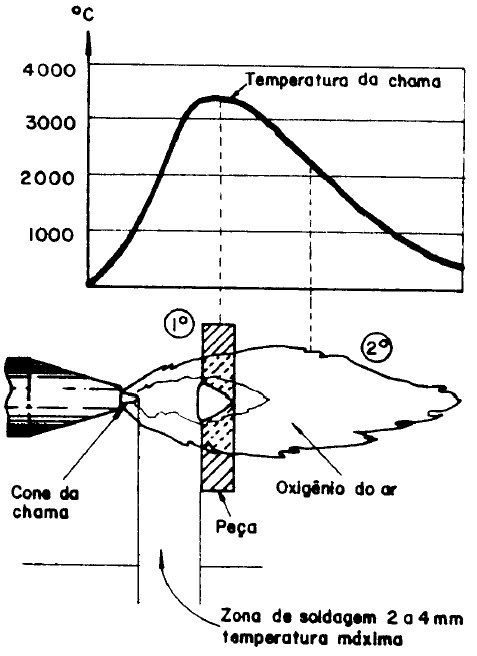 °C
4000
Temperatura da chama
3000
2000
1000
1º
2º
Cone da
chama
Oxigênio do ar
Peça
Zona de soldagem 2 a 4 mm
temperatura máxima